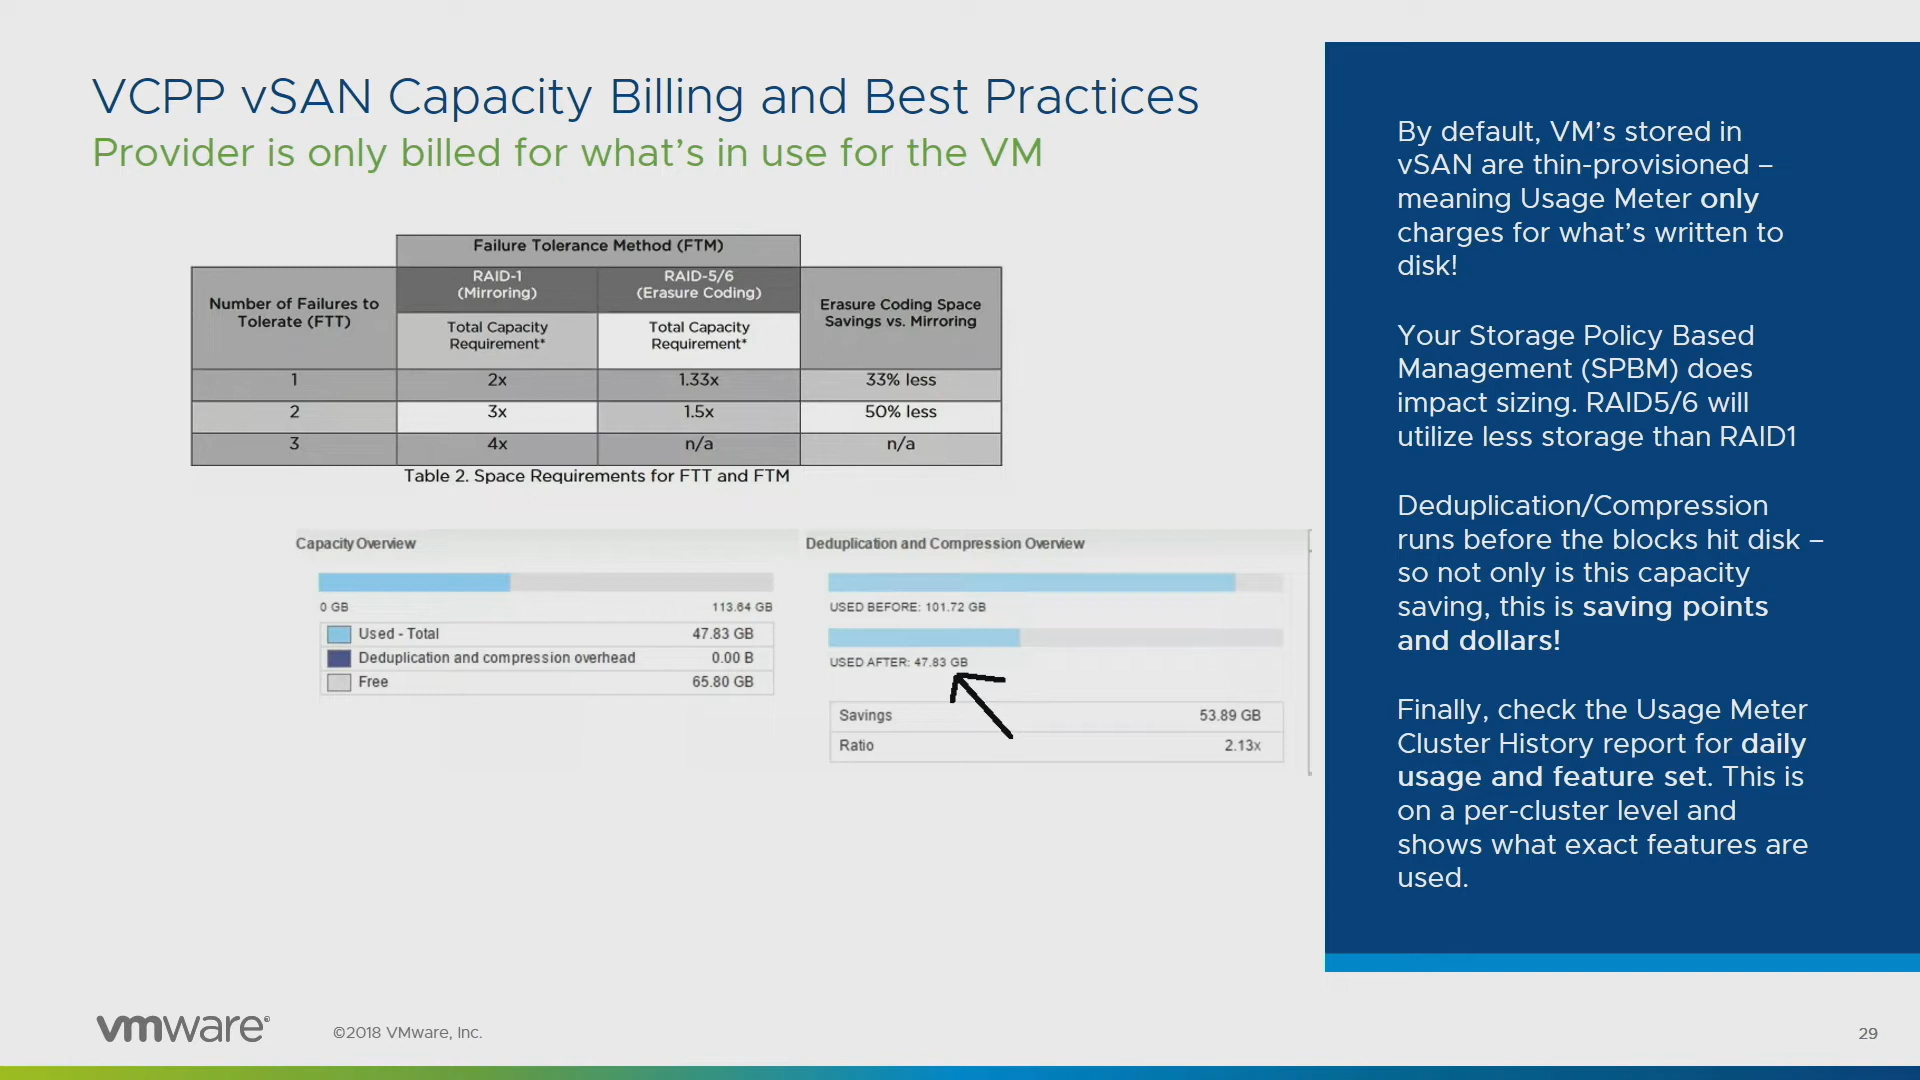 VCPP vSAN Capacity Billing and Best Practices
Provider is only billed for what's in use for the VM
Failure Tolerance Method (FTM)
Number of Failures to
Tolerate (FTT)
RAID-1
(Mirroring)
RAID-5/6
(Erasure Coding)
Erasure Coding Space
Savings vs. Mirroring
Total Capacity
Requirement*
Total Capacity
Requirement*
1 2x 1.33x 33% less
2 3x 1.5x 50% less
3 4x n/a n/a
Table 2. Space Requirements for FTT and FTM
Capacity Overview
0 GB 113.64 GB
Used - Total 47.83 GB
Deduplication and compression overhead 0.00 B
Free 65.80 GB
Deduplication and Compression Overview
USED BEFORE: 101.72 GB
USED AFTER: 47.83 GB
Savings 53.89 GB
Ratio 2.13x
By default, VM's stored in
vSAN are thin-provisioned –
meaning Usage Meter only
charges for what's written to
disk!
Your Storage Policy Based
Management (SPBM) does
impact sizing. RAID5/6 will
utilize less storage than RAID1
Deduplication/Compression
runs before the blocks hit disk –
so not only is this capacity
saving, this is saving points
and dollars!
Finally, check the Usage Meter
Cluster History report for daily
usage and feature set. This is
on a per-cluster level and
shows what exact features are
used.
vmware®
©2018 VMware, Inc.
29